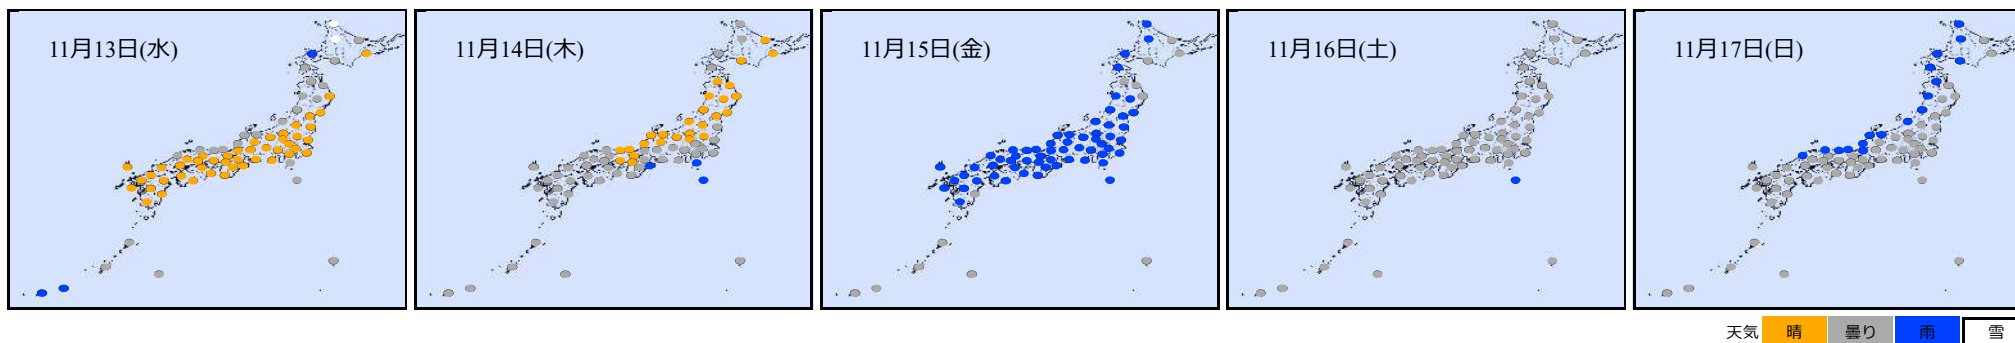 11月13日(水)
11月14日(木)
11月15日(金)
11月16日(土)
11月17日(日)
天気 晴 曇り 雨 雪